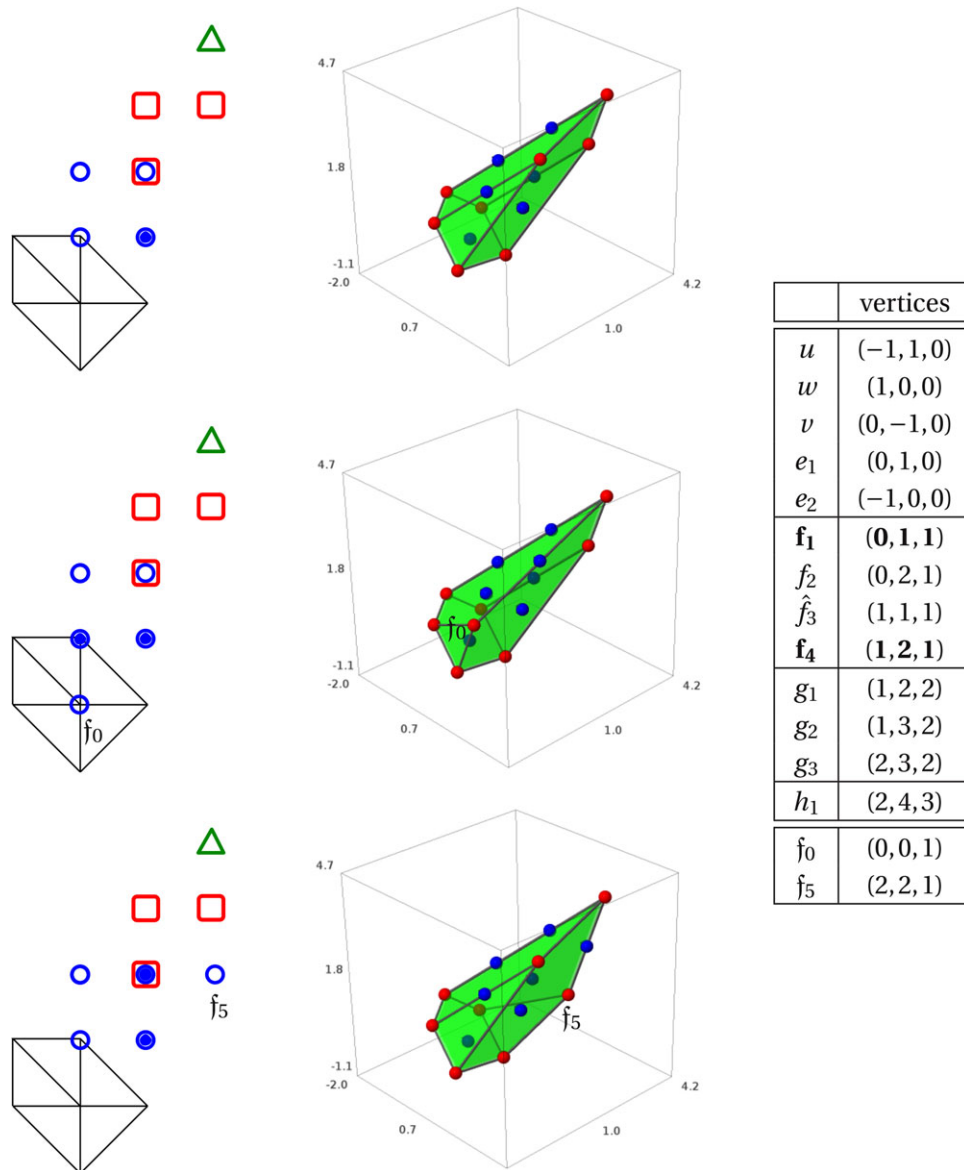 4.7
1.8
-1.1
-2.0
0.7
1.0
4.2
4.7
1.8
-1.1
-2.0
0.7
1.0
4.2
𝔣₀
𝔣₀
4.7
1.8
-1.1
-2.0
0.7
1.0
4.2
𝔣₅
𝔣₅
vertices
u (−1, 1, 0)
w (1, 0, 0)
v (0, −1, 0)
e₁ (0, 1, 0)
e₂ (−1, 0, 0)
f₁ (0, 1, 1)
f₂ (0, 2, 1)
f̂₃ (1, 1, 1)
f₄ (1, 2, 1)
g₁ (1, 2, 2)
g₂ (1, 3, 2)
g₃ (2, 3, 2)
h₁ (2, 4, 3)
𝔣₀ (0, 0, 1)
𝔣₅ (2, 2, 1)